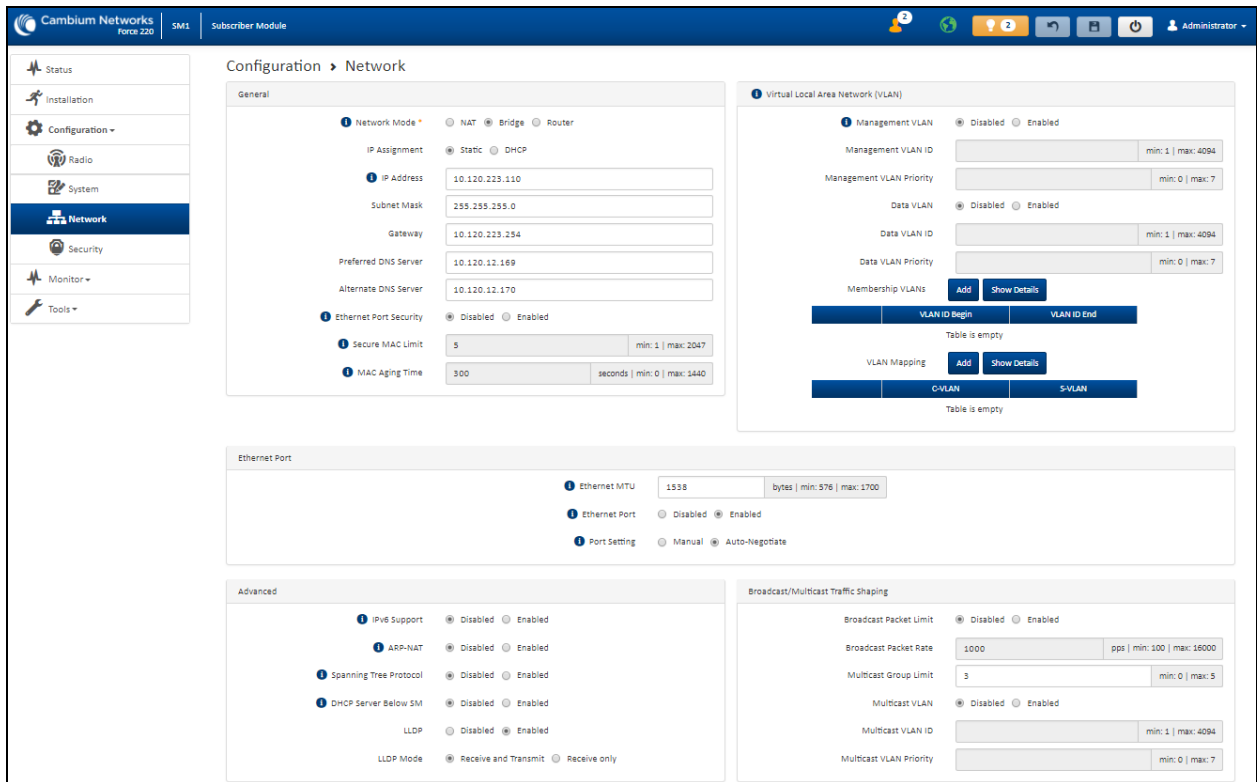 Cambium Networks
Force 220
SM1
Subscriber Module
2
2
Administrator
Status
Installation
Configuration
Radio
System
Network
Security
Monitor
Tools
Configuration > Network
General
Network Mode *
NAT Bridge Router
IP Assignment
Static DHCP
IP Address
10.120.223.110
Subnet Mask
255.255.255.0
Gateway
10.120.223.254
Preferred DNS Server
10.120.12.169
Alternate DNS Server
10.120.12.170
Ethernet Port Security
Disabled Enabled
Secure MAC Limit
5
min: 1 | max: 2047
MAC Aging Time
300
seconds | min: 0 | max: 1440
Virtual Local Area Network (VLAN)
Management VLAN
Disabled Enabled
Management VLAN ID
min: 1 | max: 4094
Management VLAN Priority
min: 0 | max: 7
Data VLAN
Disabled Enabled
Data VLAN ID
min: 1 | max: 4094
Data VLAN Priority
min: 0 | max: 7
Membership VLANs
Add
Show Details
VLAN ID Begin
VLAN ID End
Table is empty
VLAN Mapping
Add
Show Details
C-VLAN
S-VLAN
Table is empty
Ethernet Port
Ethernet MTU
1538
bytes | min: 576 | max: 1700
Ethernet Port
Disabled Enabled
Port Setting
Manual Auto-Negotiate
Advanced
IPv6 Support
Disabled Enabled
ARP-NAT
Disabled Enabled
Spanning Tree Protocol
Disabled Enabled
DHCP Server Below SM
Disabled Enabled
LLDP
Disabled Enabled
LLDP Mode
Receive and Transmit Receive only
Broadcast/Multicast Traffic Shaping
Broadcast Packet Limit
Disabled Enabled
Broadcast Packet Rate
1000
pps | min: 100 | max: 16000
Multicast Group Limit
3
min: 0 | max: 5
Multicast VLAN
Disabled Enabled
Multicast VLAN ID
min: 1 | max: 4094
Multicast VLAN Priority
min: 0 | max: 7